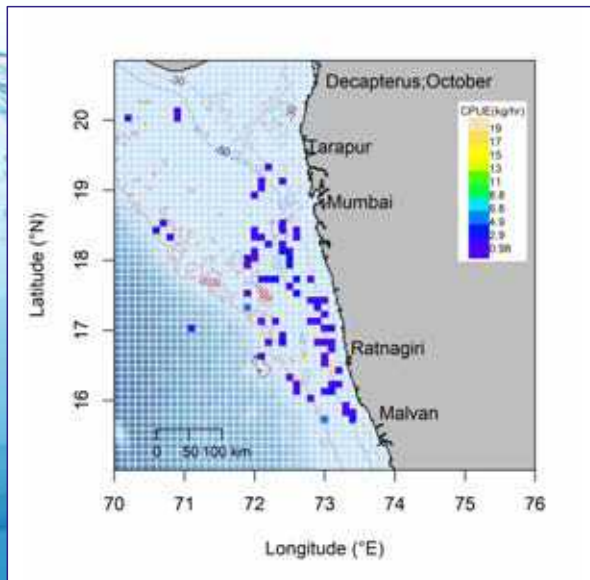 Decapterus;October
CPUE(kg/hr)
19
17
15
13
11
8.8
6.8
4.9
2.9
0.98
Tarapur
Mumbai
Ratnagiri
Malvan
-50
0 50 100 km
20
19
18
17
16
Latitude (°N)
70 71 72 73 74 75 76
Longitude (°E)